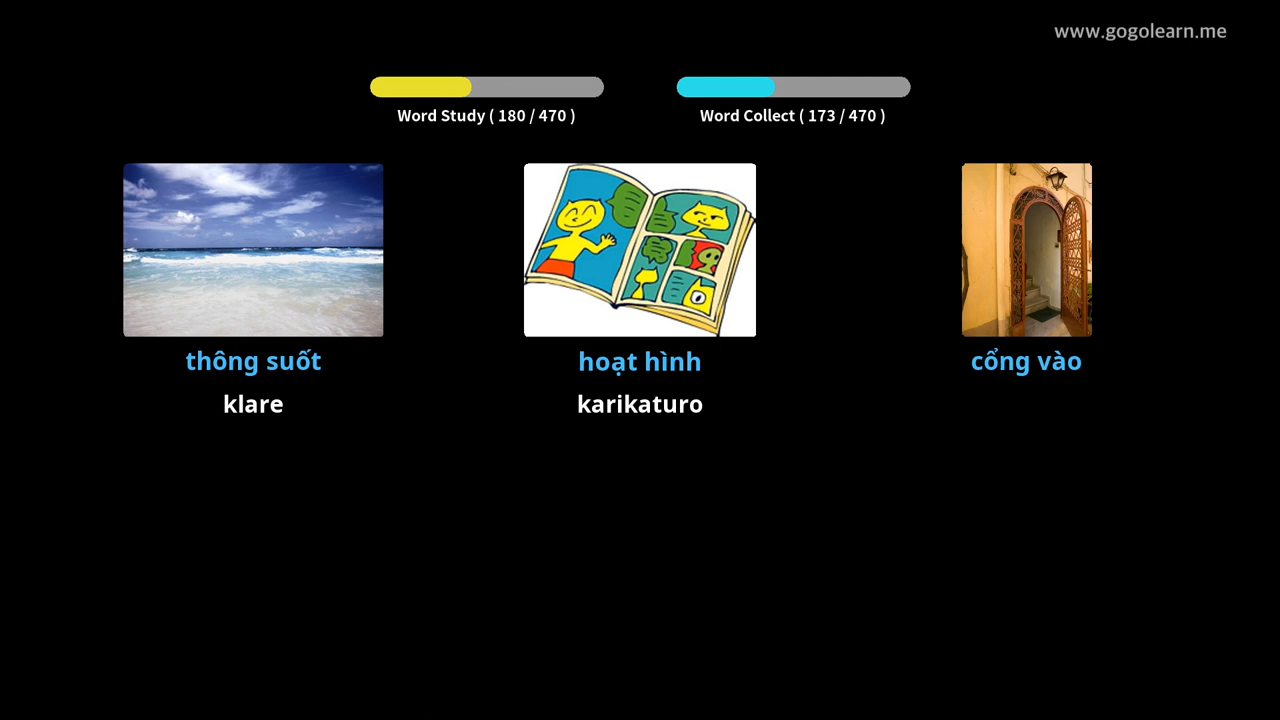 www.gogolearn.me
Word Study ( 180 / 470 )
Word Collect ( 173 / 470 )
thông suốt
hoạt hình
cổng vào
klare
karikaturo